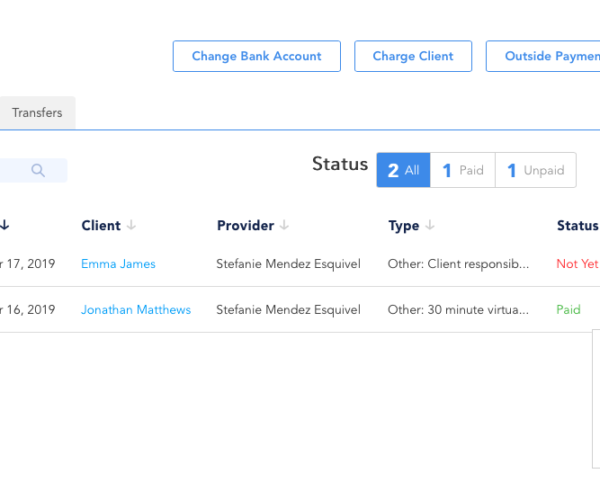 Change Bank Account Charge Client Outside Paymen
Transfers
Status 2 All 1 Paid 1 Unpaid
Client Provider Type Status
r 17, 2019 Emma James Stefanie Mendez Esquivel Other: Client responsib... Not Yet
r 16, 2019 Jonathan Matthews Stefanie Mendez Esquivel Other: 30 minute virtua... Paid